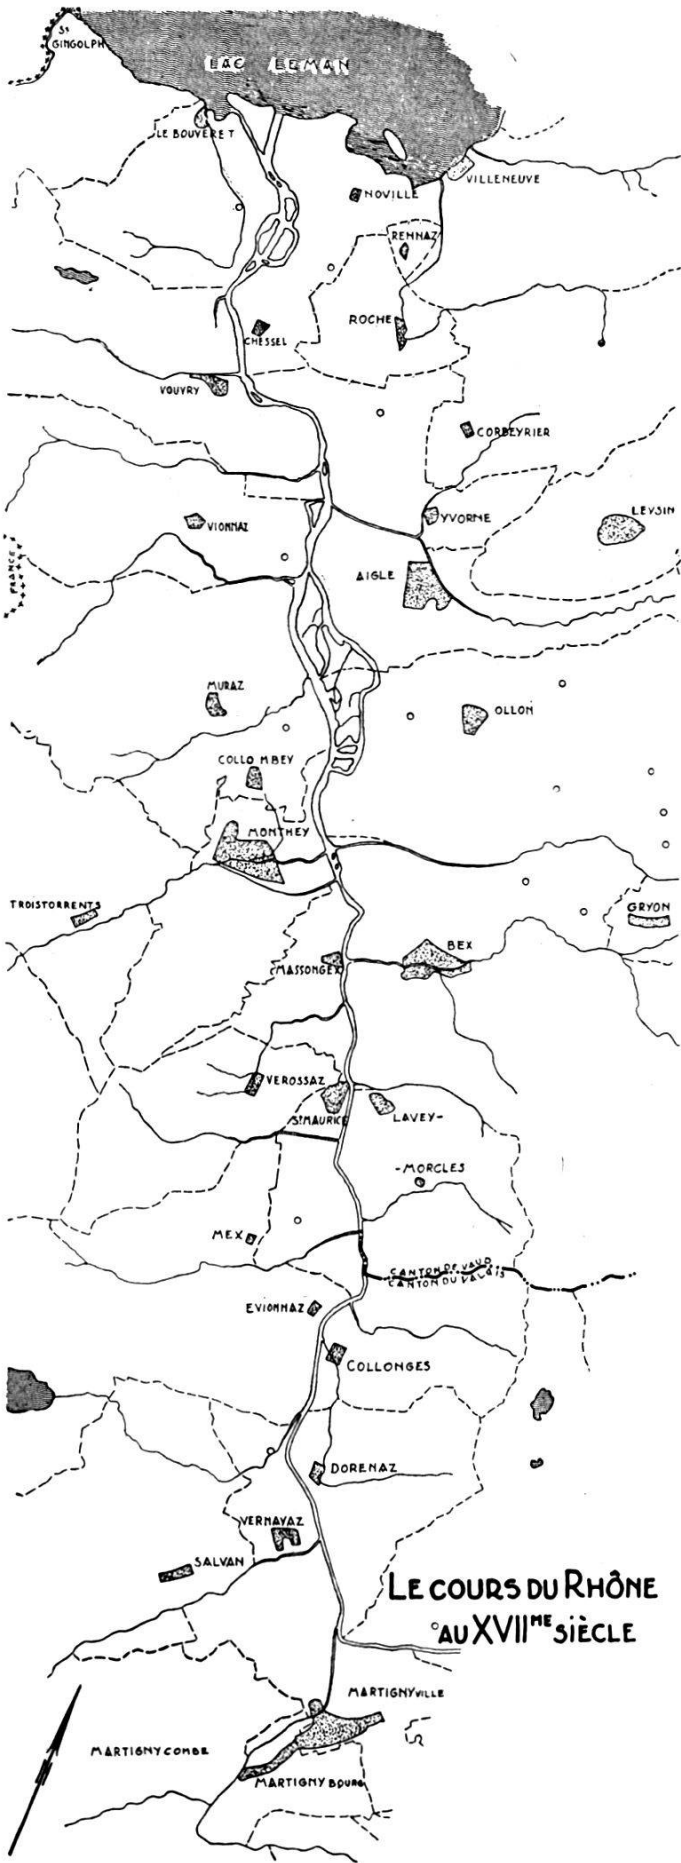 St
GINGOLPH
LAC LEMAN
LE BOUVERET
VILLENEUVE
NOVILLE
RENNAZ
ROCHE
CHESSEL
VOUVRY
CORBEYRIER
VIONNAZ
YVORNE
LEYSIN
FRANCE
AIGLE
MURAZ
OLLON
COLLOMBEY
MONTHEY
TROISTORRENTS
GRYON
BEX
MASSONGEX
VEROSSAZ
St MAURICE
LAVEY-
-MORCLES
MEX
CANTON DE VAUD
CANTON DU VALAIS
EVIONNAZ
COLLONGES
DORENAZ
VERNAYAZ
SALVAN
LE COURS DU RHÔNE
AU XVIIME SIÈCLE
MARTIGNY VILLE
MARTIGNY COMBE
MARTIGNY BOURG